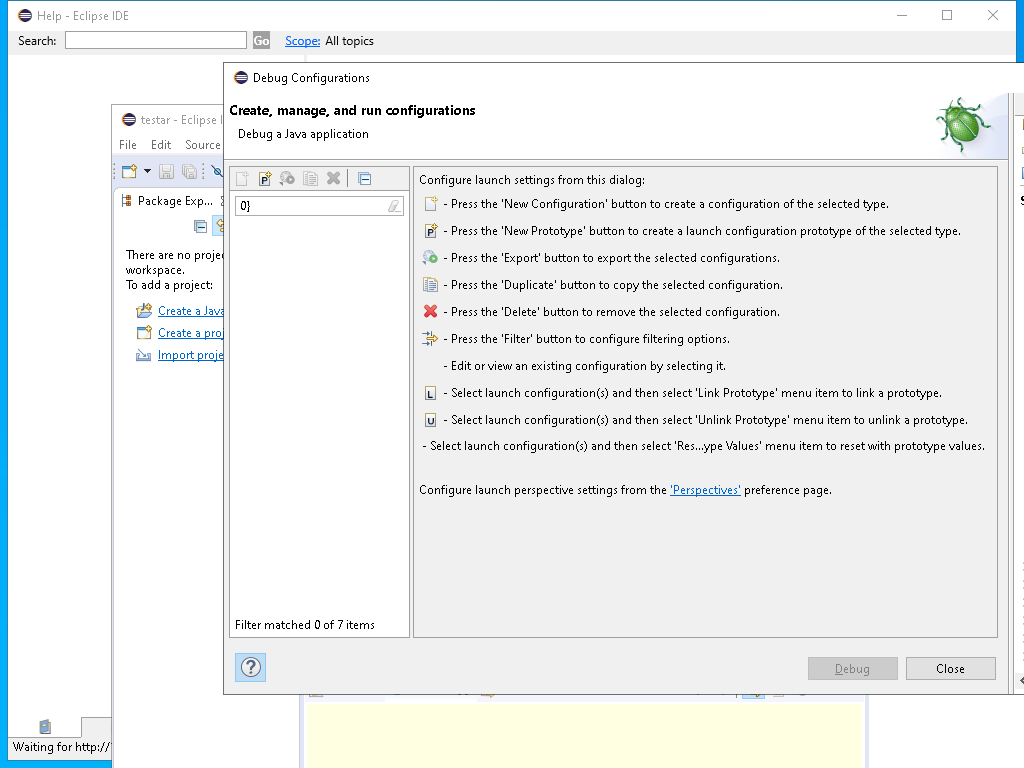 Help - Eclipse IDE
Search:
Go
Scope: All topics
Debug Configurations
Create, manage, and run configurations
Debug a Java application
testar - Eclipse
File Edit Source
Package Exp...
There are no
workspace.
To add a project:
Create a Java
Create a
Import
0}
Filter matched 0 of 7 items
Configure launch settings from this dialog:
- Press the 'New Configuration' button to create a configuration of the selected type.
P - Press the 'New Prototype' button to create a launch configuration prototype of the selected type.
- Press the 'Export' button to export the selected configurations.
- Press the 'Duplicate' button to copy the selected configuration.
- Press the 'Delete' button to remove the selected configuration.
- Press the 'Filter' button to configure filtering options.
- Edit or view an existing configuration by selecting it.
L - Select launch configuration(s) and then select 'Link Prototype' menu item to link a prototype.
U - Select launch configuration(s) and then select 'Unlink Prototype' menu item to unlink a prototype.
- Select launch configuration(s) and then select 'Res...ype Values' menu item to reset with prototype values.
Configure launch perspective settings from the 'Perspectives' preference page.
?
Debug
Close
Waiting for http://